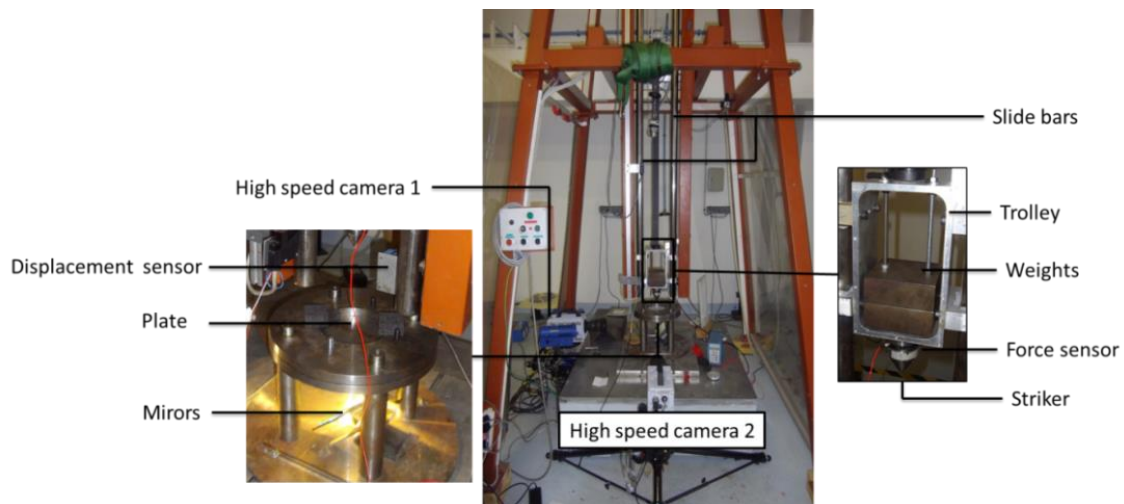 Slide bars
High speed camera 1
Trolley
Displacement sensor
Weights
Plate
Force sensor
Mirors
Striker
High speed camera 2